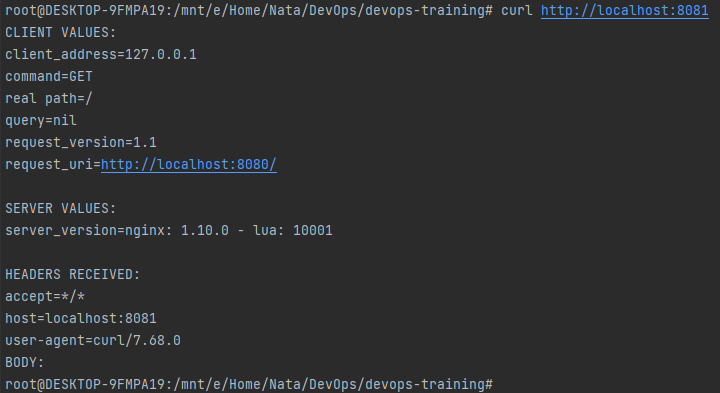 root@DESKTOP-9FMPA19:/mnt/e/Home/Nata/DevOps/devops-training# curl http://localhost:8081
CLIENT VALUES:
client_address=127.0.0.1
command=GET
real path=/
query=nil
request_version=1.1
request_uri=http://localhost:8080/

SERVER VALUES:
server_version=nginx: 1.10.0 - lua: 10001

HEADERS RECEIVED:
accept=*/*
host=localhost:8081
user-agent=curl/7.68.0
BODY:
root@DESKTOP-9FMPA19:/mnt/e/Home/Nata/DevOps/devops-training#